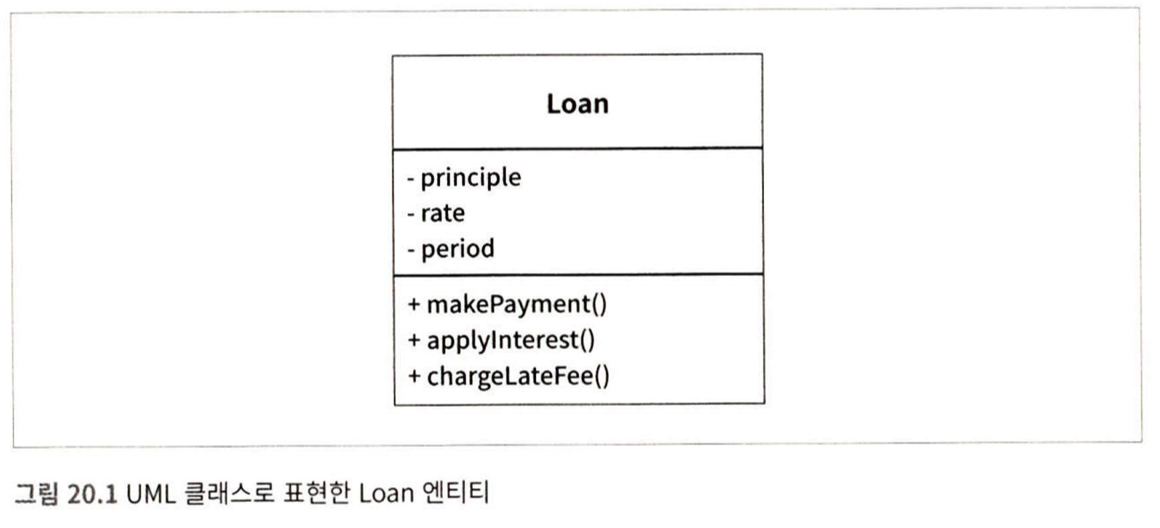 Loan
- principle
- rate
- period
+ makePayment()
+ applyInterest()
+ chargeLateFee()
그림 20.1 UML 클래스로 표현한 Loan 엔티티